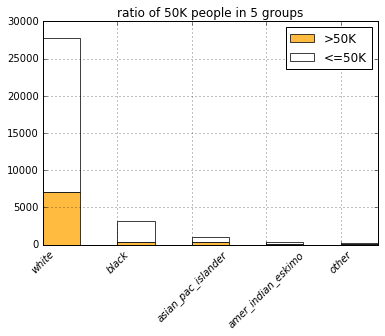 ratio of 50K people in 5 groups
30000
25000
20000
15000
10000
5000
0
>50K
<=50K
white
black
asian_pac_islander
amer_indian_eskimo
other